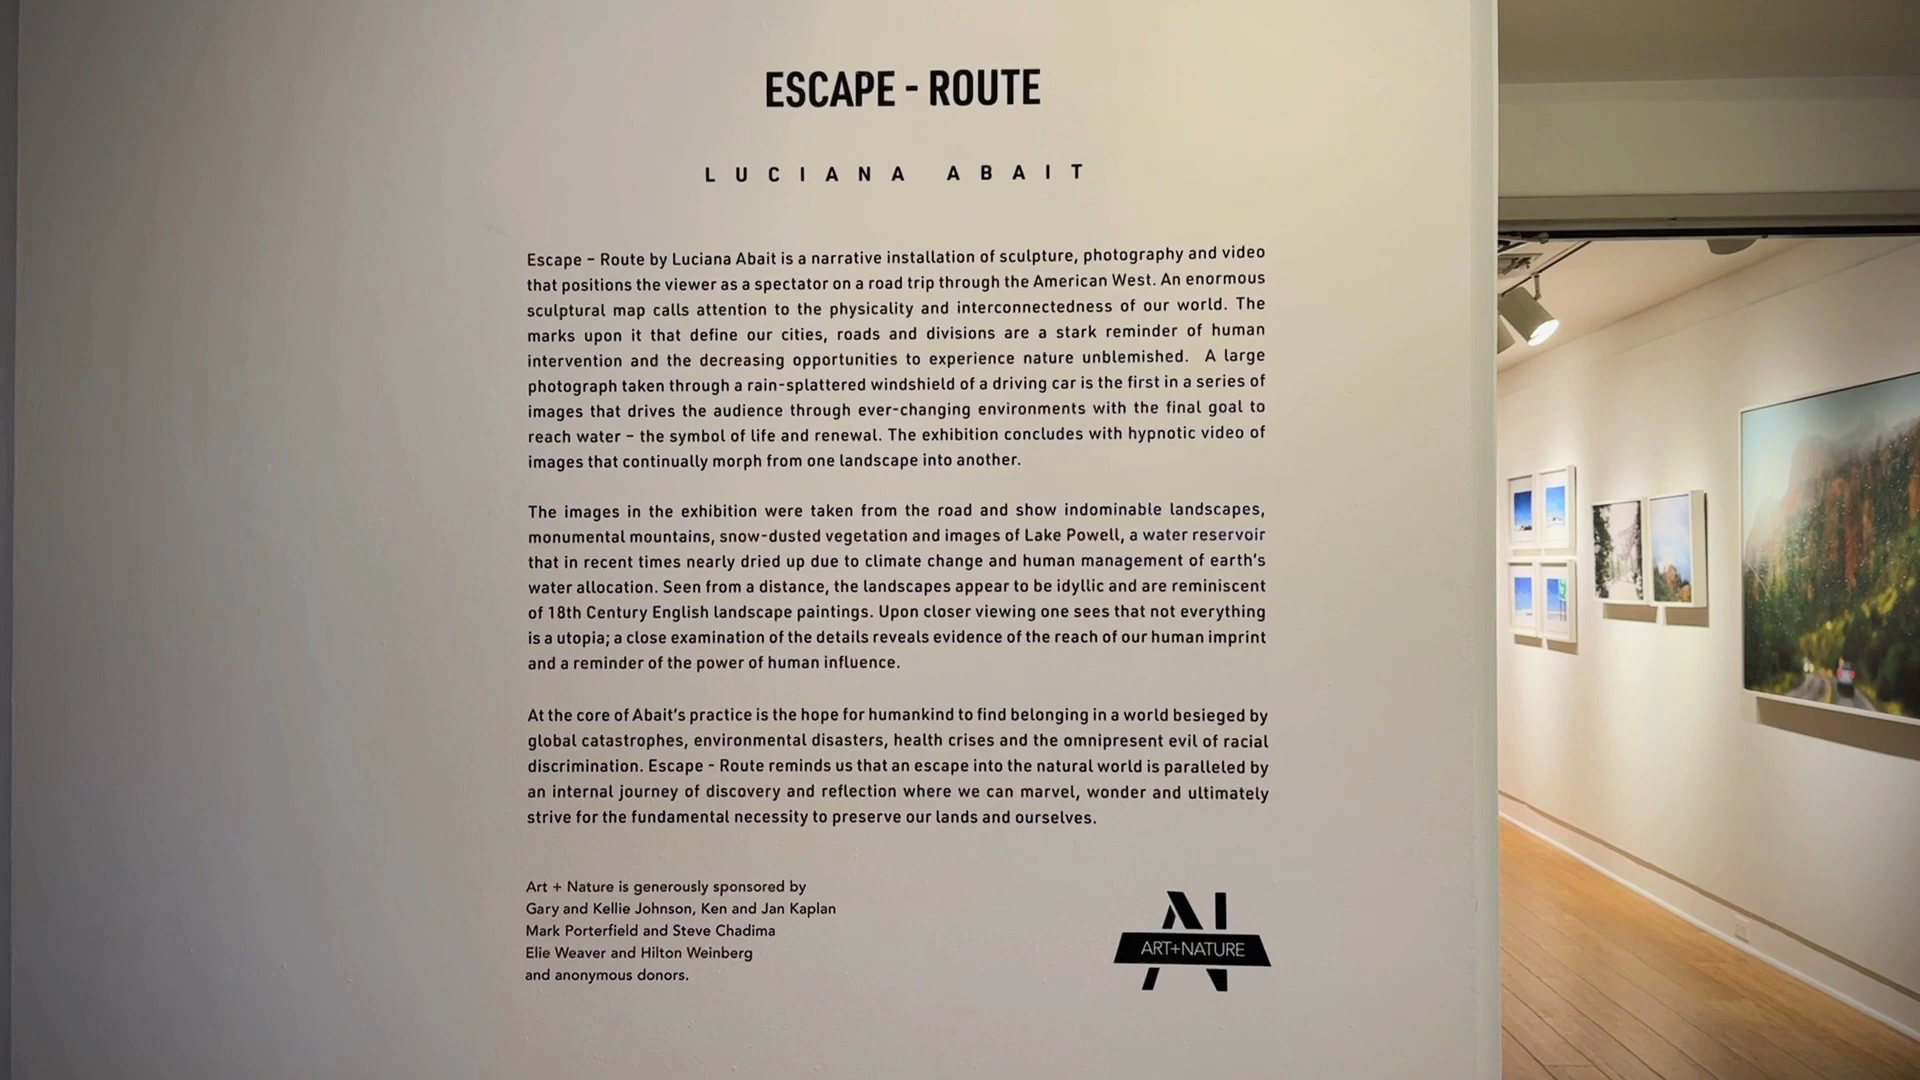 ESCAPE - ROUTE
LUCIANA ABAIT
Escape – Route by Luciana Abait is a narrative installation of sculpture, photography and video
that positions the viewer as a spectator on a road trip through the American West. An enormous
sculptural map calls attention to the physicality and interconnectedness of our world. The
marks upon it that define our cities, roads and divisions are a stark reminder of human
intervention and the decreasing opportunities to experience nature unblemished. A large
photograph taken through a rain-splattered windshield of a driving car is the first in a series of
images that drives the audience through ever-changing environments with the final goal to
reach water – the symbol of life and renewal. The exhibition concludes with hypnotic video of
images that continually morph from one landscape into another.
The images in the exhibition were taken from the road and show indominable landscapes,
monumental mountains, snow-dusted vegetation and images of Lake Powell, a water reservoir
that in recent times nearly dried up due to climate change and human management of earth's
water allocation. Seen from a distance, the landscapes appear to be idyllic and are reminiscent
of 18th Century English landscape paintings. Upon closer viewing one sees that not everything
is a utopia; a close examination of the details reveals evidence of the reach of our human imprint
and a reminder of the power of human influence.
At the core of Abait's practice is the hope for humankind to find belonging in a world besieged by
global catastrophes, environmental disasters, health crises and the omnipresent evil of racial
discrimination. Escape - Route reminds us that an escape into the natural world is paralleled by
an internal journey of discovery and reflection where we can marvel, wonder and ultimately
strive for the fundamental necessity to preserve our lands and ourselves.
Art + Nature is generously sponsored by
Gary and Kellie Johnson, Ken and Jan Kaplan
Mark Porterfield and Steve Chadima
Elie Weaver and Hilton Weinberg
and anonymous donors.
ART+NATURE